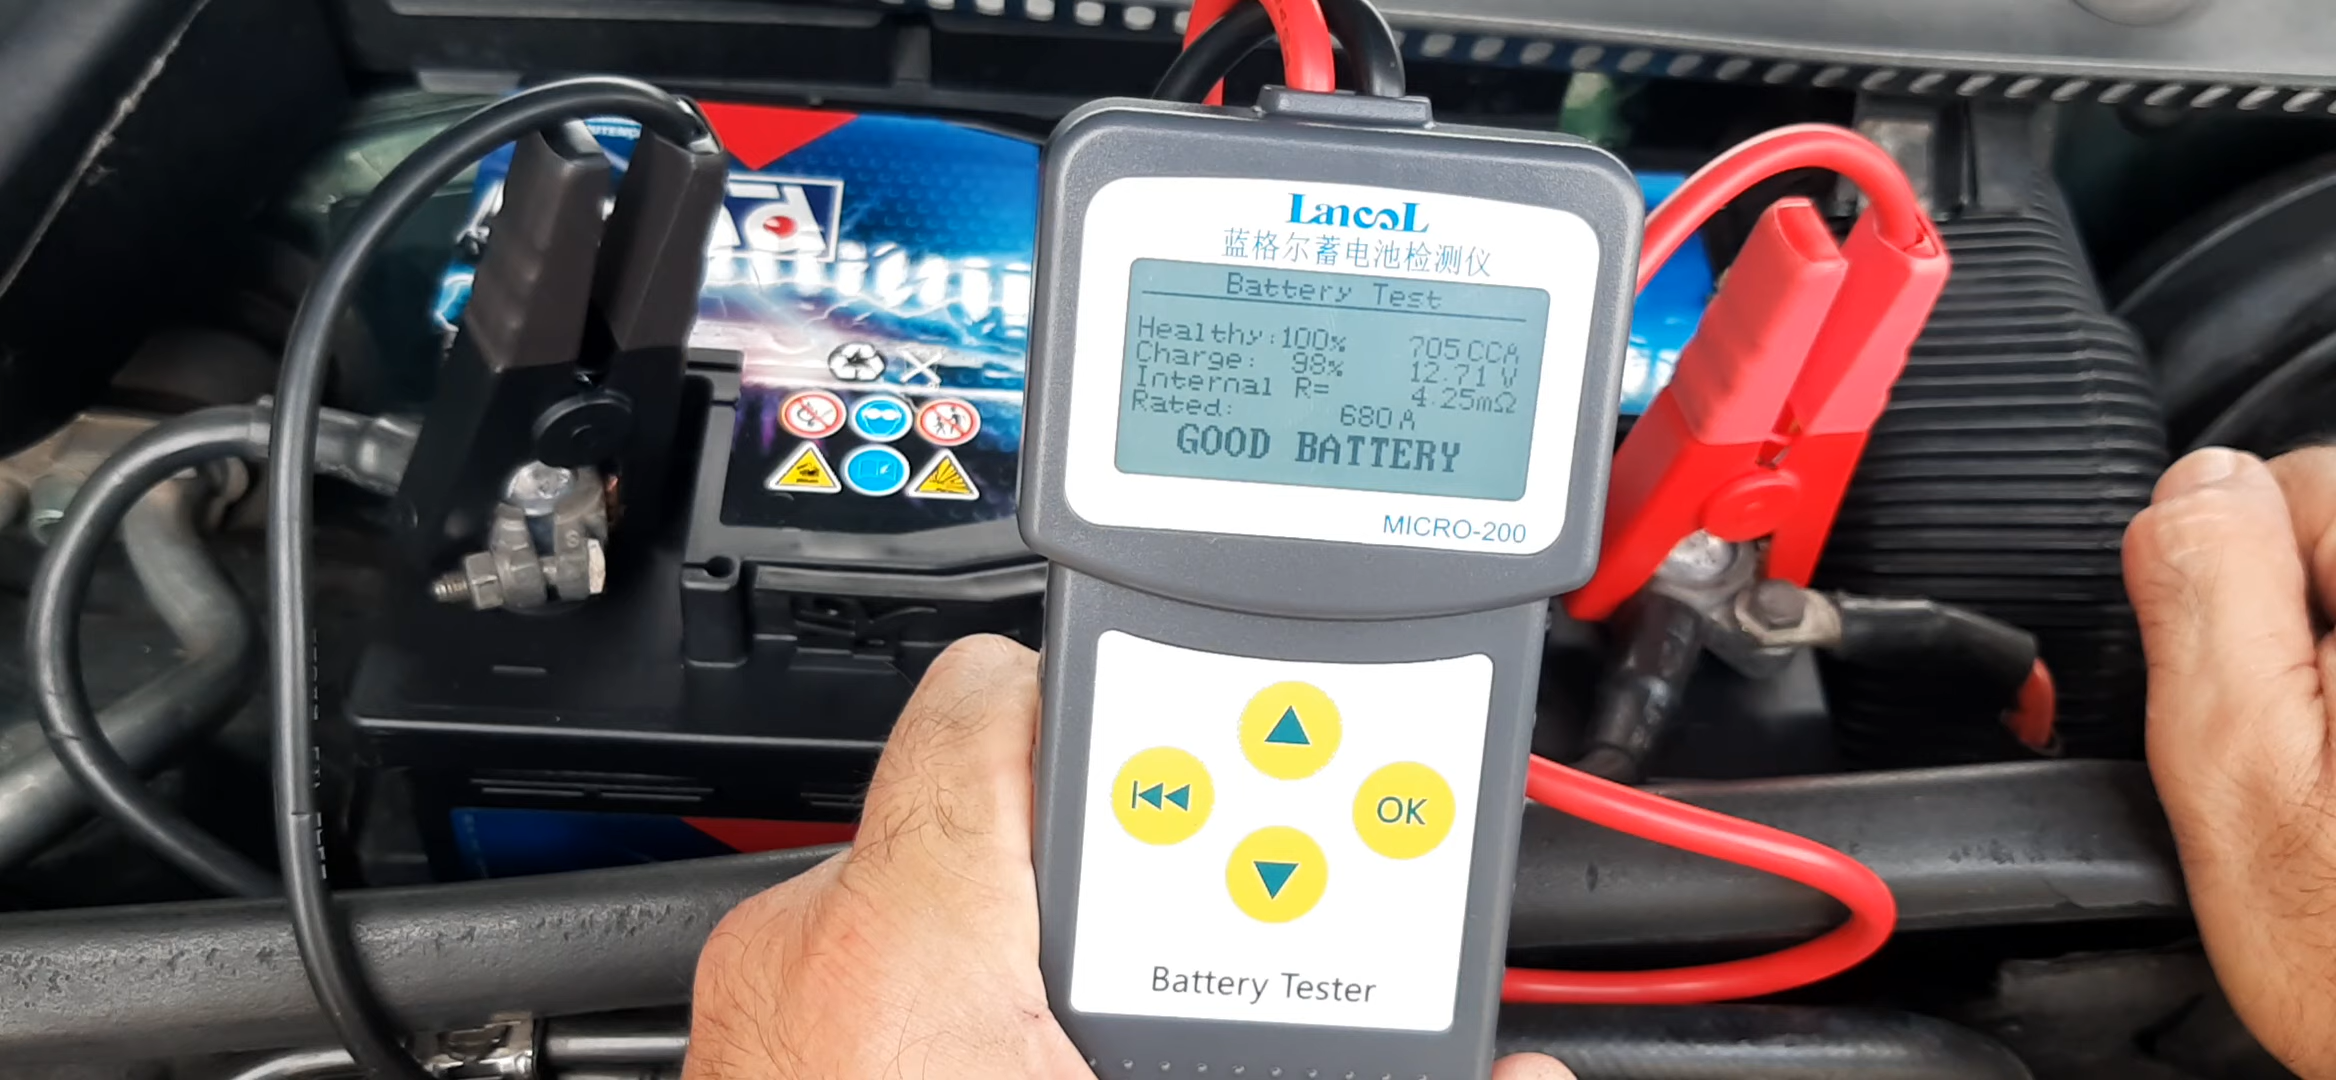 Lancol
蓝格尔蓄电池检测仪
Battery Test
Healthy:100% 705CCA
Charge: 98% 12.71 V
Internal R= 4.25mΩ
Rated: 680A
GOOD BATTERY
MICRO-200
OK
Battery Tester